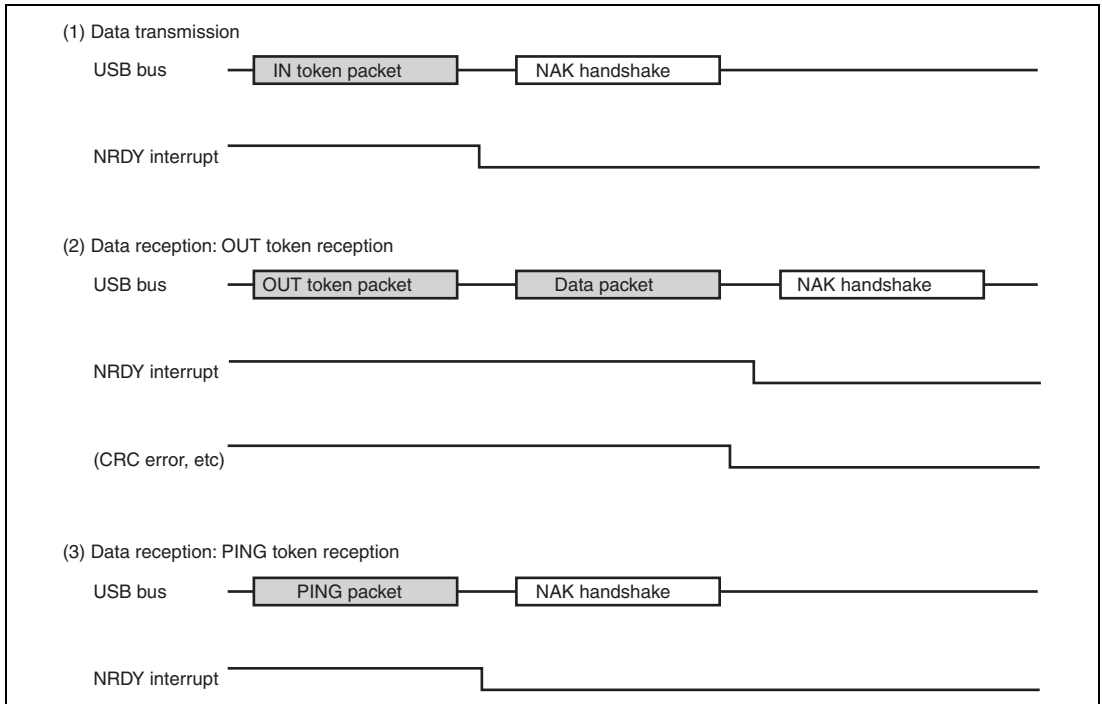 (1) Data transmission
USB bus IN token packet NAK handshake
NRDY interrupt
(2) Data reception: OUT token reception
USB bus OUT token packet Data packet NAK handshake
NRDY interrupt
(CRC error, etc)
(3) Data reception: PING token reception
USB bus PING packet NAK handshake
NRDY interrupt